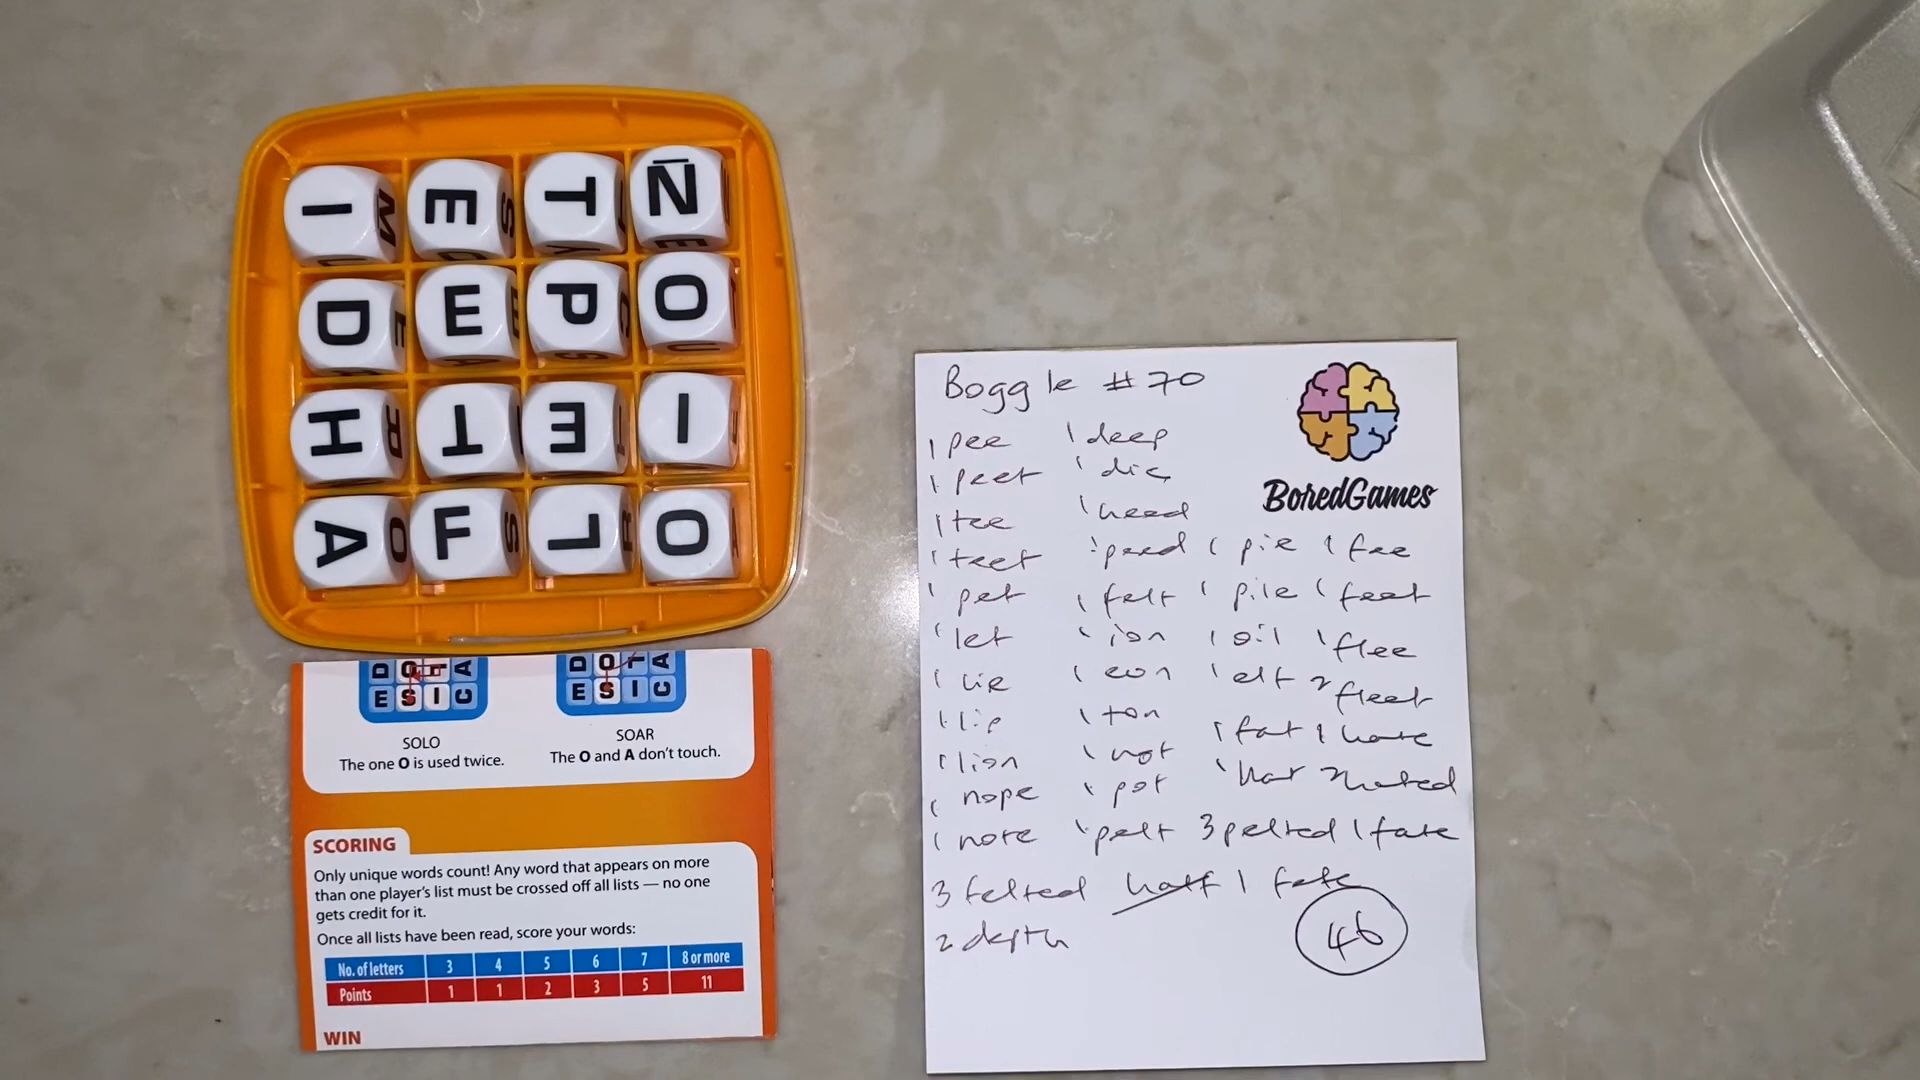 I E T N
D E P O
H T E I
A F L O
Boggle #70
BoredGames
1 pee 1 deep
1 peet 1 die
1 tee 1 heed
1 teet 1 peed 1 pie 1 fee
1 pet 1 felt 1 pile 1 feet
1 let 1 ion 1 oil 1 flee
1 lie 1 eon 1 elf 2 fleet
1 lip 1 ton 1 fat 1 hate
1 lion 1 not 1 hat 2 hated
1 nope 1 pot
1 note 1 pelt 3 pelted 1 fate
3 felted half 1 fete
2 depth
46
D O T A
E S I C
D O T A
E S I C
SOLO
The one O is used twice.
SOAR
The O and A don't touch.
SCORING
Only unique words count! Any word that appears on more
than one player's list must be crossed off all lists — no one
gets credit for it.
Once all lists have been read, score your words:
No. of letters 3 4 5 6 7 8 or more
Points 1 1 2 3 5 11
WIN